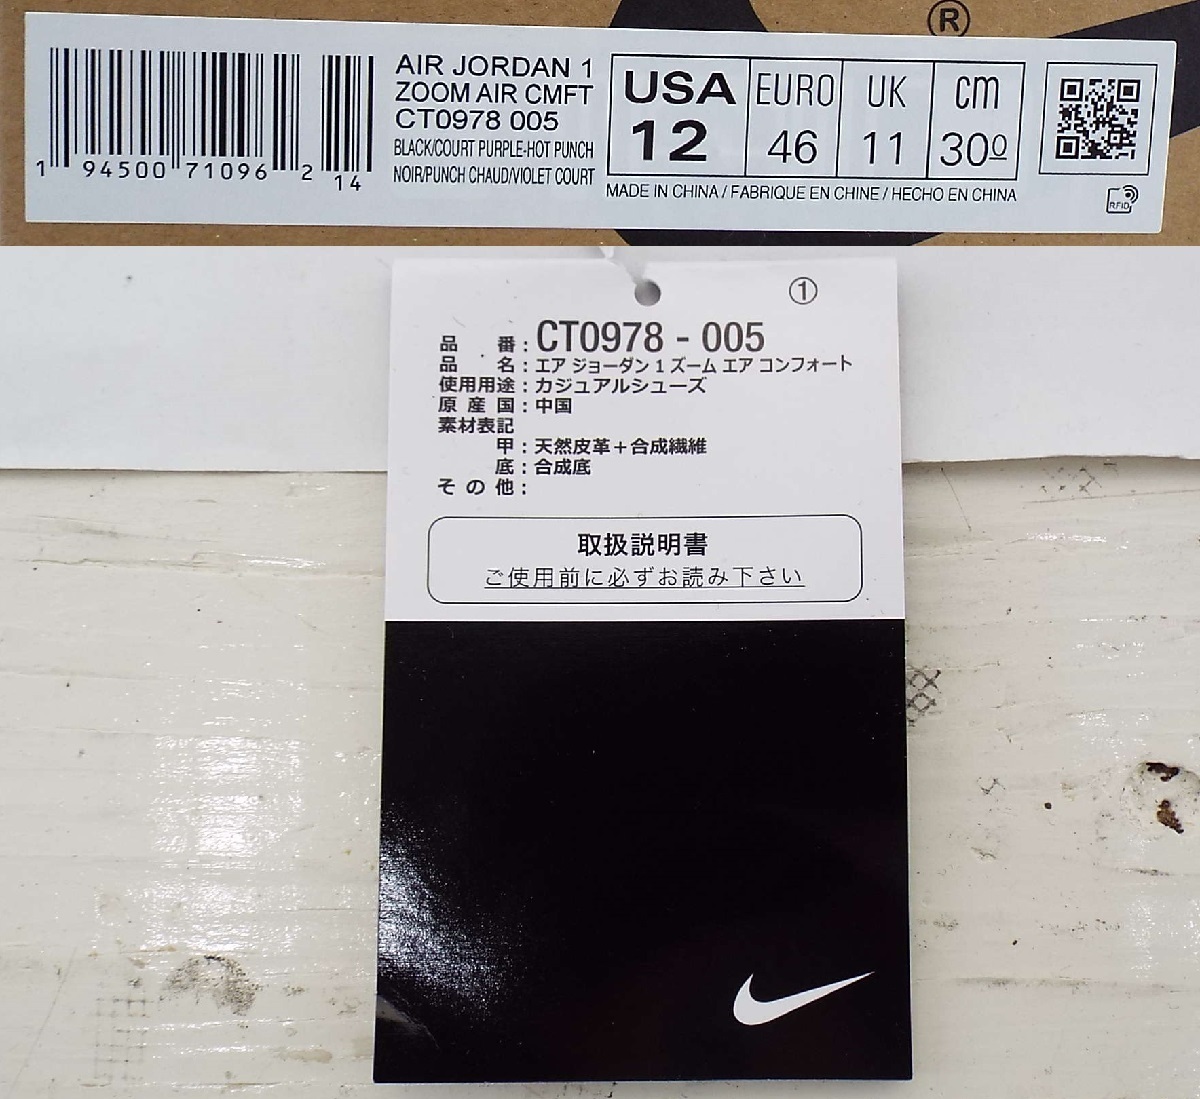 ®
AIR JORDAN 1
ZOOM AIR CMFT
CT0978 005
BLACK/COURT PURPLE-HOT PUNCH
NOIR/PUNCH CHAUD/VIOLET COURT
1 94500 71096 2 14
USA EURO UK cm
12 46 11 30０
MADE IN CHINA / FABRIQUE EN CHINE / HECHO EN CHINA
RFID
①
品 番 : CT0978 - 005
品 名 : エア ジョーダン 1 ズーム エア コンフォート
使用用途 : カジュアルシューズ
原 産 国 : 中国
素材表記
甲 : 天然皮革+合成繊維
底 : 合成底
そ の 他 :
取扱説明書
ご使用前に必ずお読み下さい